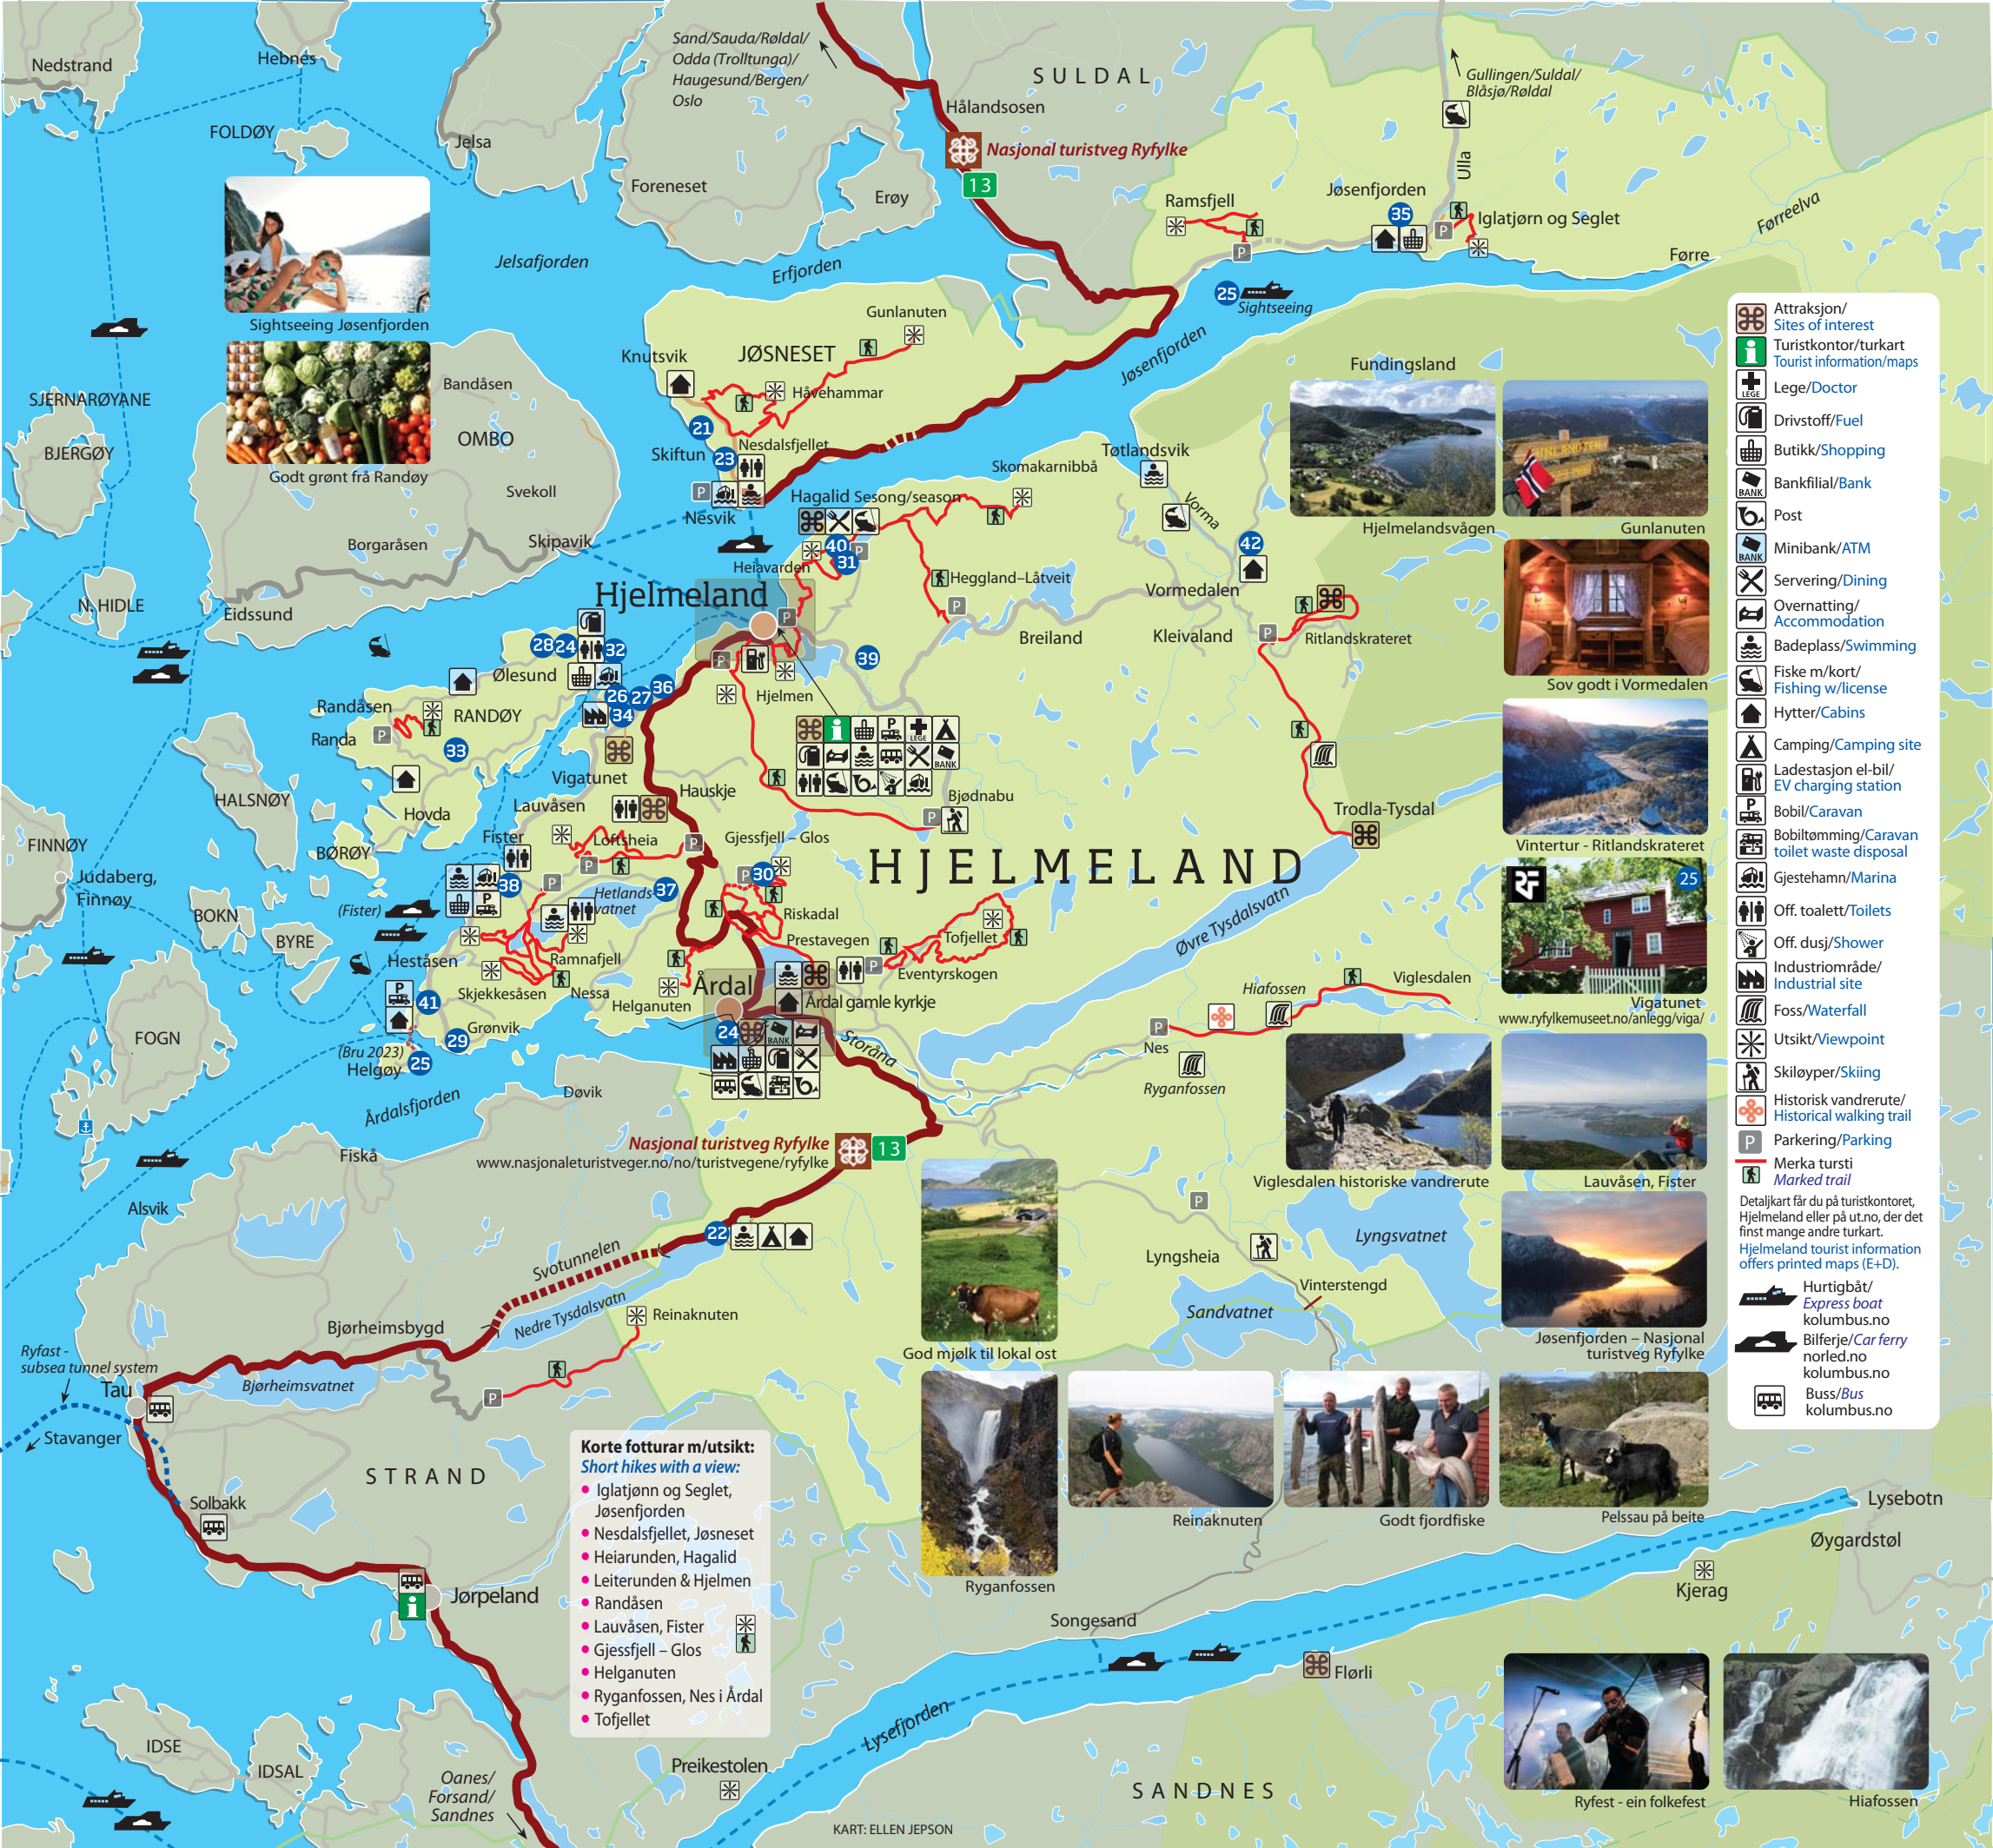 Nedstrand
Hebnes
FOLDØY
Jelsa
Sand/Sauda/Røldal/
Odda (Trolltunga)/
Haugesund/Bergen/
Oslo
SULDAL
Hålandsosen
Nasjonal turistveg Ryfylke
13
Foreneset
Erøy
Gullingen/Suldal/
Blåsjø/Røldal
Ulla
Ramsfjell
Jøsenfjorden
35
P
Iglatjørn og Seglet
P
Førreelva
Førre
25
Sightseeing
Jelsafjorden
Erfjorden
Jøsenfjorden
Sightseeing Jøsenfjorden
Godt grønt frå Randøy
Gunlanuten
JØSNESET
Knutsvik
Håvehammar
21
Skiftun
23
Nesdalsfjellet
P
Nesvik
SJERNARØYANE
BJERGØY
Bandåsen
OMBO
Svekoll
Borgaråsen
Skipavik
Eidssund
N. HIDLE
Hagalid
Sesong/season
Skomakarnibbå
Tøtlandsvik
Vorma
40
P
31
Heiavarden
Heggland–Låtveit
P
Breiland
42
Vormedalen
Kleivaland
P
Ritlandskrateret
Hjelmeland
P
P
39
Hjelmen
28
24
32
Ølesund
26
27
36
34
Randåsen
RANDØY
Randa
P
33
Hovda
Vigatunet
LEGE
BANK
Hauskje
Bjødnabu
P
Trodla-Tysdal
Lauvåsen
Loftsheia
P
P
Gjessfjell – Glos
HJELMELAND
HALSNØY
FINNØY
Judaberg,
Finnøy
BØRØY
BOKN
BYRE
Fister
38
P
Hetlands-
vatnet
37
P
30
Riskadal
Prestavegen
Tofjellet
P
Eventyrskogen
(Fister)
Heståsen
Ramnafjell
Skjekkesåsen
Nessa
Helganuten
Årdal
Årdal gamle kyrkje
41
Grønvik
29
(Bru 2023)
Helgøy
25
24
BANK
Storåna
FOGN
Årdalsfjorden
Døvik
Øvre Tysdalsvatn
Hiafossen
Viglesdalen
P
Nes
Ryganfossen
Fiskå
Alsvik
Nasjonal turistveg Ryfylke
13
www.nasjonaleturistveger.no/no/turistvegene/ryfylke
22
Svotunnelen
Nedre Tysdalsvatn
Reinaknuten
P
Bjørheimsbygd
Bjørheimsvatnet
Ryfast -
subsea tunnel system
Tau
Stavanger
STRAND
Solbakk
Jørpeland
P
Lyngsheia
Lyngsvatnet
Vinterstengd
Sandvatnet
Fundingsland
Hjelmelandsvågen
Gunlanuten
Sov godt i Vormedalen
Vintertur - Ritlandskrateret
25
Vigatunet
www.ryfylkemuseet.no/anlegg/viga/
Viglesdalen historiske vandrerute
Lauvåsen, Fister
Jøsenfjorden – Nasjonal
turistveg Ryfylke
God mjølk til lokal ost
Ryganfossen
Reinaknuten
Godt fjordfiske
Pelssau på beite
Korte fotturar m/utsikt:
Short hikes with a view:
• Iglatjønn og Seglet,
Jøsenfjorden
• Nesdalsfjellet, Jøsneset
• Heiarunden, Hagalid
• Leiterunden & Hjelmen
• Randåsen
• Lauvåsen, Fister
• Gjessfjell – Glos
• Helganuten
• Ryganfossen, Nes i Årdal
• Tofjellet
Lysebotn
Øygardstøl
Kjerag
Songesand
Flørli
Lysefjorden
Preikestolen
SANDNES
IDSE
IDSAL
Oanes/
Forsand/
Sandnes
KART: ELLEN JEPSON
Ryfest - ein folkefest
Hiafossen
Attraksjon/
Sites of interest
Turistkontor/turkart
Tourist information/maps
LEGE
Lege/Doctor
Drivstoff/Fuel
Butikk/Shopping
BANK
Bankfilial/Bank
Post
BANK
Minibank/ATM
Servering/Dining
Overnatting/
Accommodation
Badeplass/Swimming
Fiske m/kort/
Fishing w/license
Hytter/Cabins
Camping/Camping site
Ladestasjon el-bil/
EV charging station
Bobil/Caravan
Bobiltømming/Caravan
toilet waste disposal
Gjestehamn/Marina
Off. toalett/Toilets
Off. dusj/Shower
Industriområde/
Industrial site
Foss/Waterfall
Utsikt/Viewpoint
Skiløyper/Skiing
Historisk vandrerute/
Historical walking trail
P
Parkering/Parking
Merka tursti
Marked trail
Detaljkart får du på turistkontoret,
Hjelmeland eller på ut.no, der det
finst mange andre turkart.
Hjelmeland tourist information
offers printed maps (E+D).
Hurtigbåt/
Express boat
kolumbus.no
Bilferje/Car ferry
norled.no
kolumbus.no
Buss/Bus
kolumbus.no